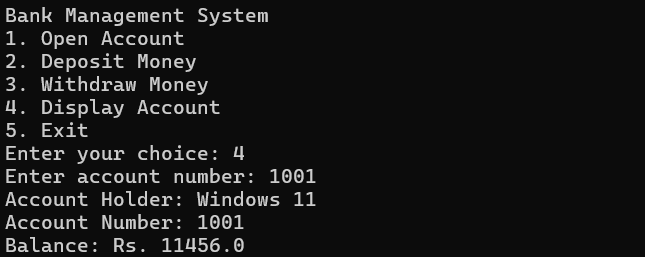 Bank Management System
1. Open Account
2. Deposit Money
3. Withdraw Money
4. Display Account
5. Exit
Enter your choice: 4
Enter account number: 1001
Account Holder: Windows 11
Account Number: 1001
Balance: Rs. 11456.0